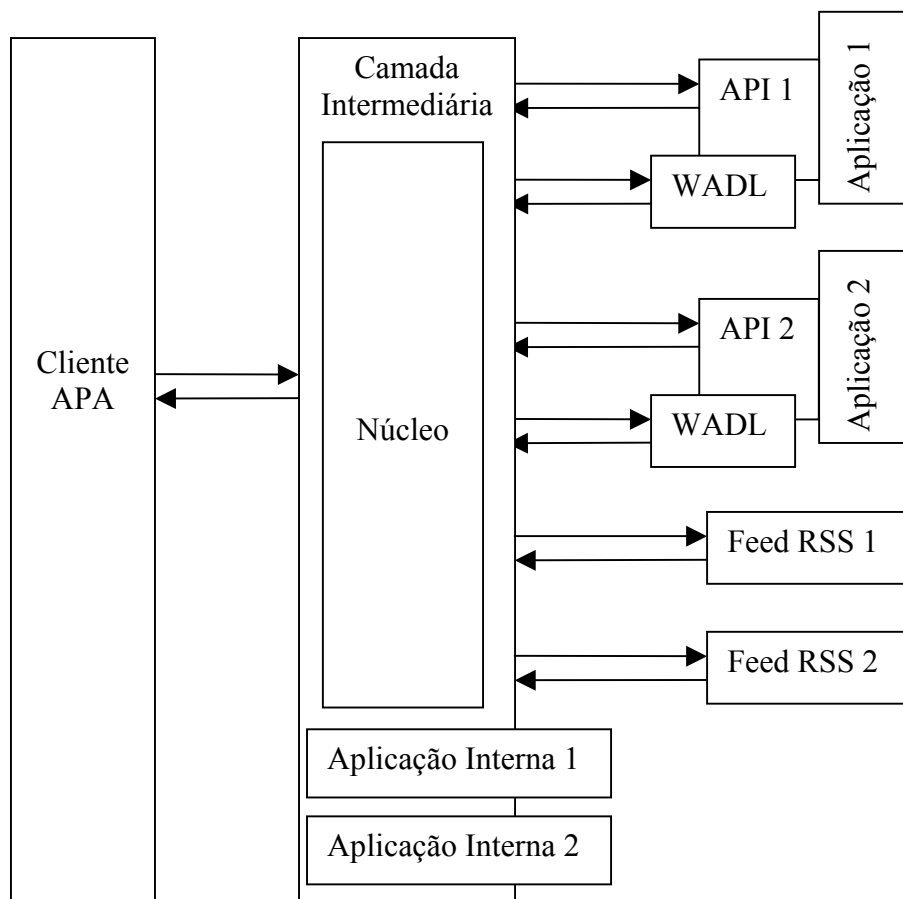 Cliente
APA
Camada
Intermediária
Núcleo
Aplicação Interna 1
Aplicação Interna 2
API 1
WADL
Aplicação 1
API 2
WADL
Aplicação 2
Feed RSS 1
Feed RSS 2